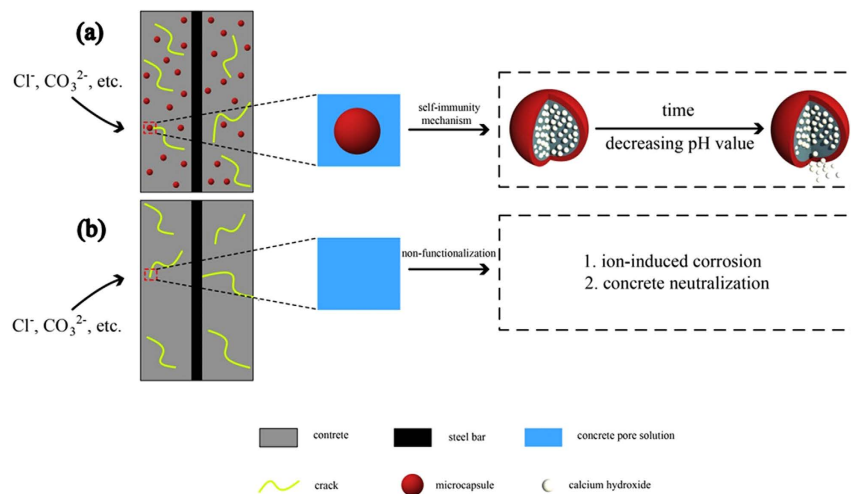 (a)
Cl⁻, CO₃²⁻, etc.
self-immunity
mechanism
time
decreasing pH value
(b)
Cl⁻, CO₃²⁻, etc.
non-functionalization
1. ion-induced corrosion
2. concrete neutralization
contrete
steel bar
concrete pore solution
crack
microcapsule
calcium hydroxide